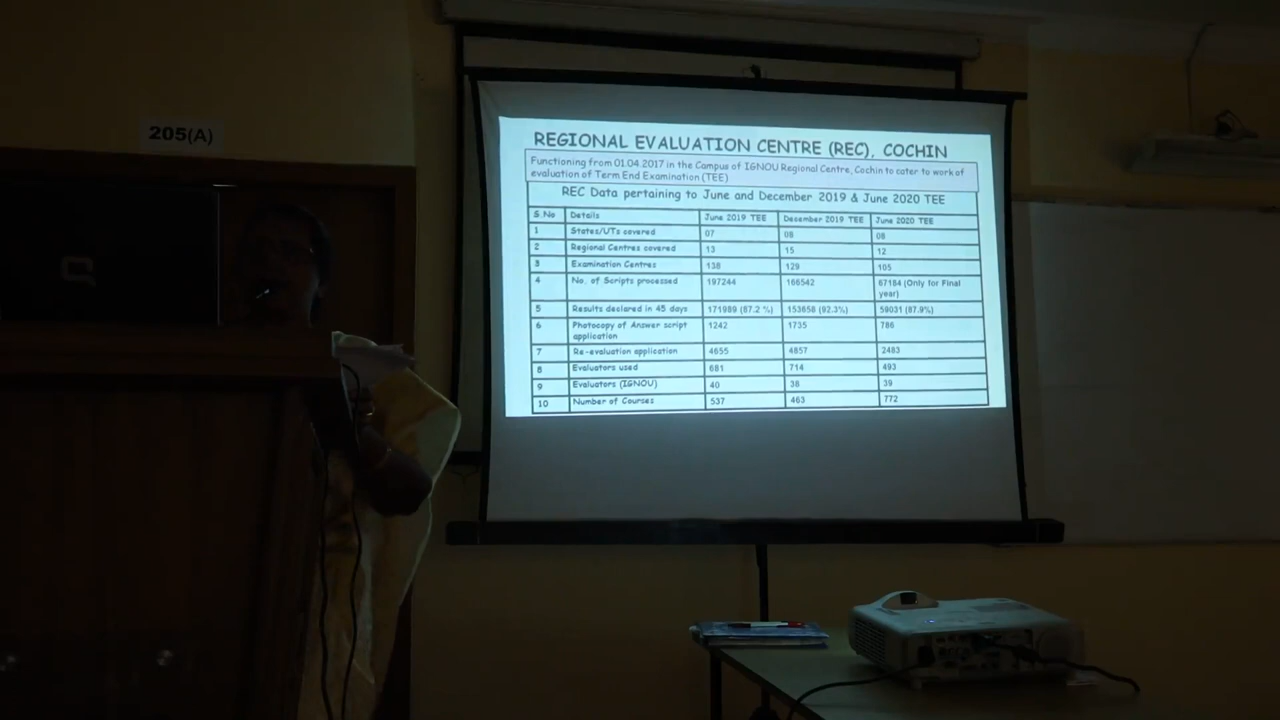 205(A)
REGIONAL EVALUATION CENTRE (REC), COCHIN
Functioning from 01.04.2017 in the Campus of IGNOU Regional Centre, Cochin to cater to work of
evaluation of Term End Examination (TEE)
REC Data pertaining to June and December 2019 & June 2020 TEE
S.No Details June 2019 TEE December 2019 TEE June 2020 TEE
1 States/UTs covered 07 08 08
2 Regional Centres covered 13 15 12
3 Examination Centres 138 129 105
4 No. of Scripts processed 197244 166542 67184 (Only for Final
year)
5 Results declared in 45 days 171989 (87.2 %) 153658 (92.3%) 59031 (87.9%)
6 Photocopy of Answer script
application 1242 1735 786
7 Re-evaluation application 4655 4857 2483
8 Evaluators used 681 714 493
9 Evaluators (IGNOU) 40 38 39
10 Number of Courses 537 463 772